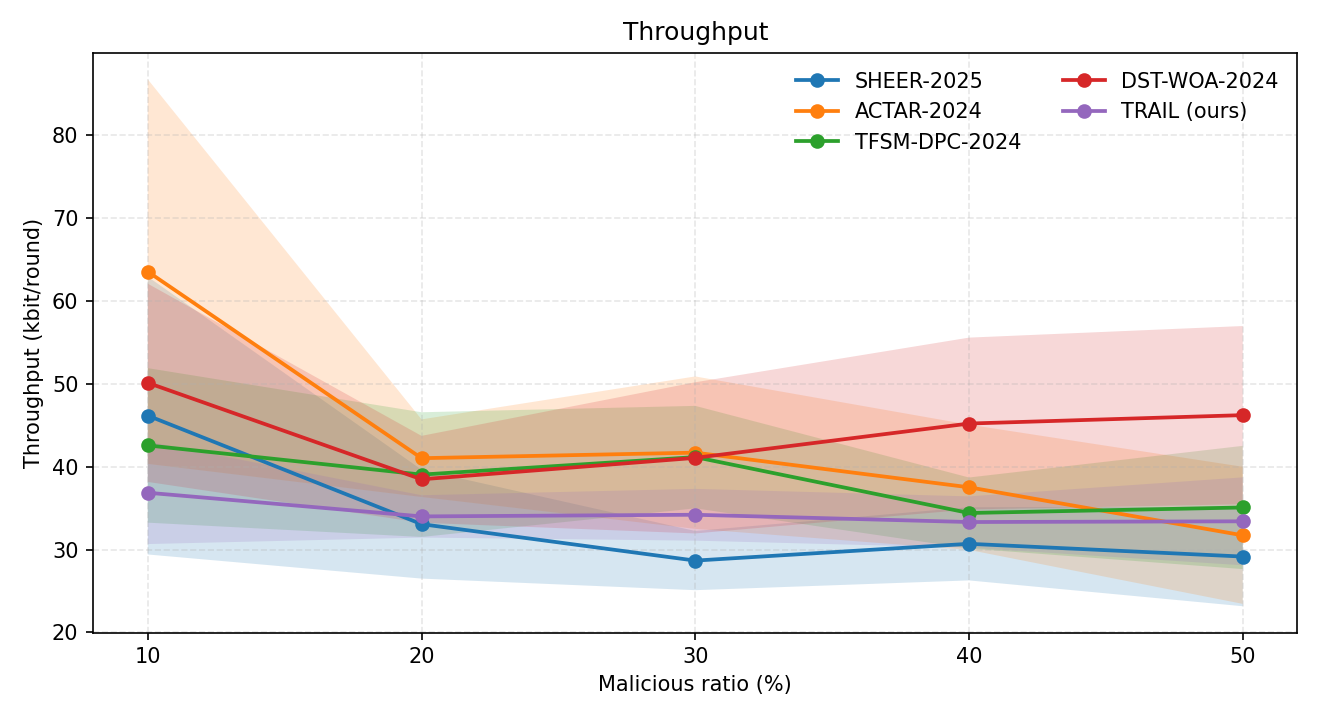 Throughput
SHEER-2025
ACTAR-2024
TFSM-DPC-2024
DST-WOA-2024
TRAIL (ours)
Throughput (kbit/round)
80
70
60
50
40
30
20
10 20 30 40 50
Malicious ratio (%)